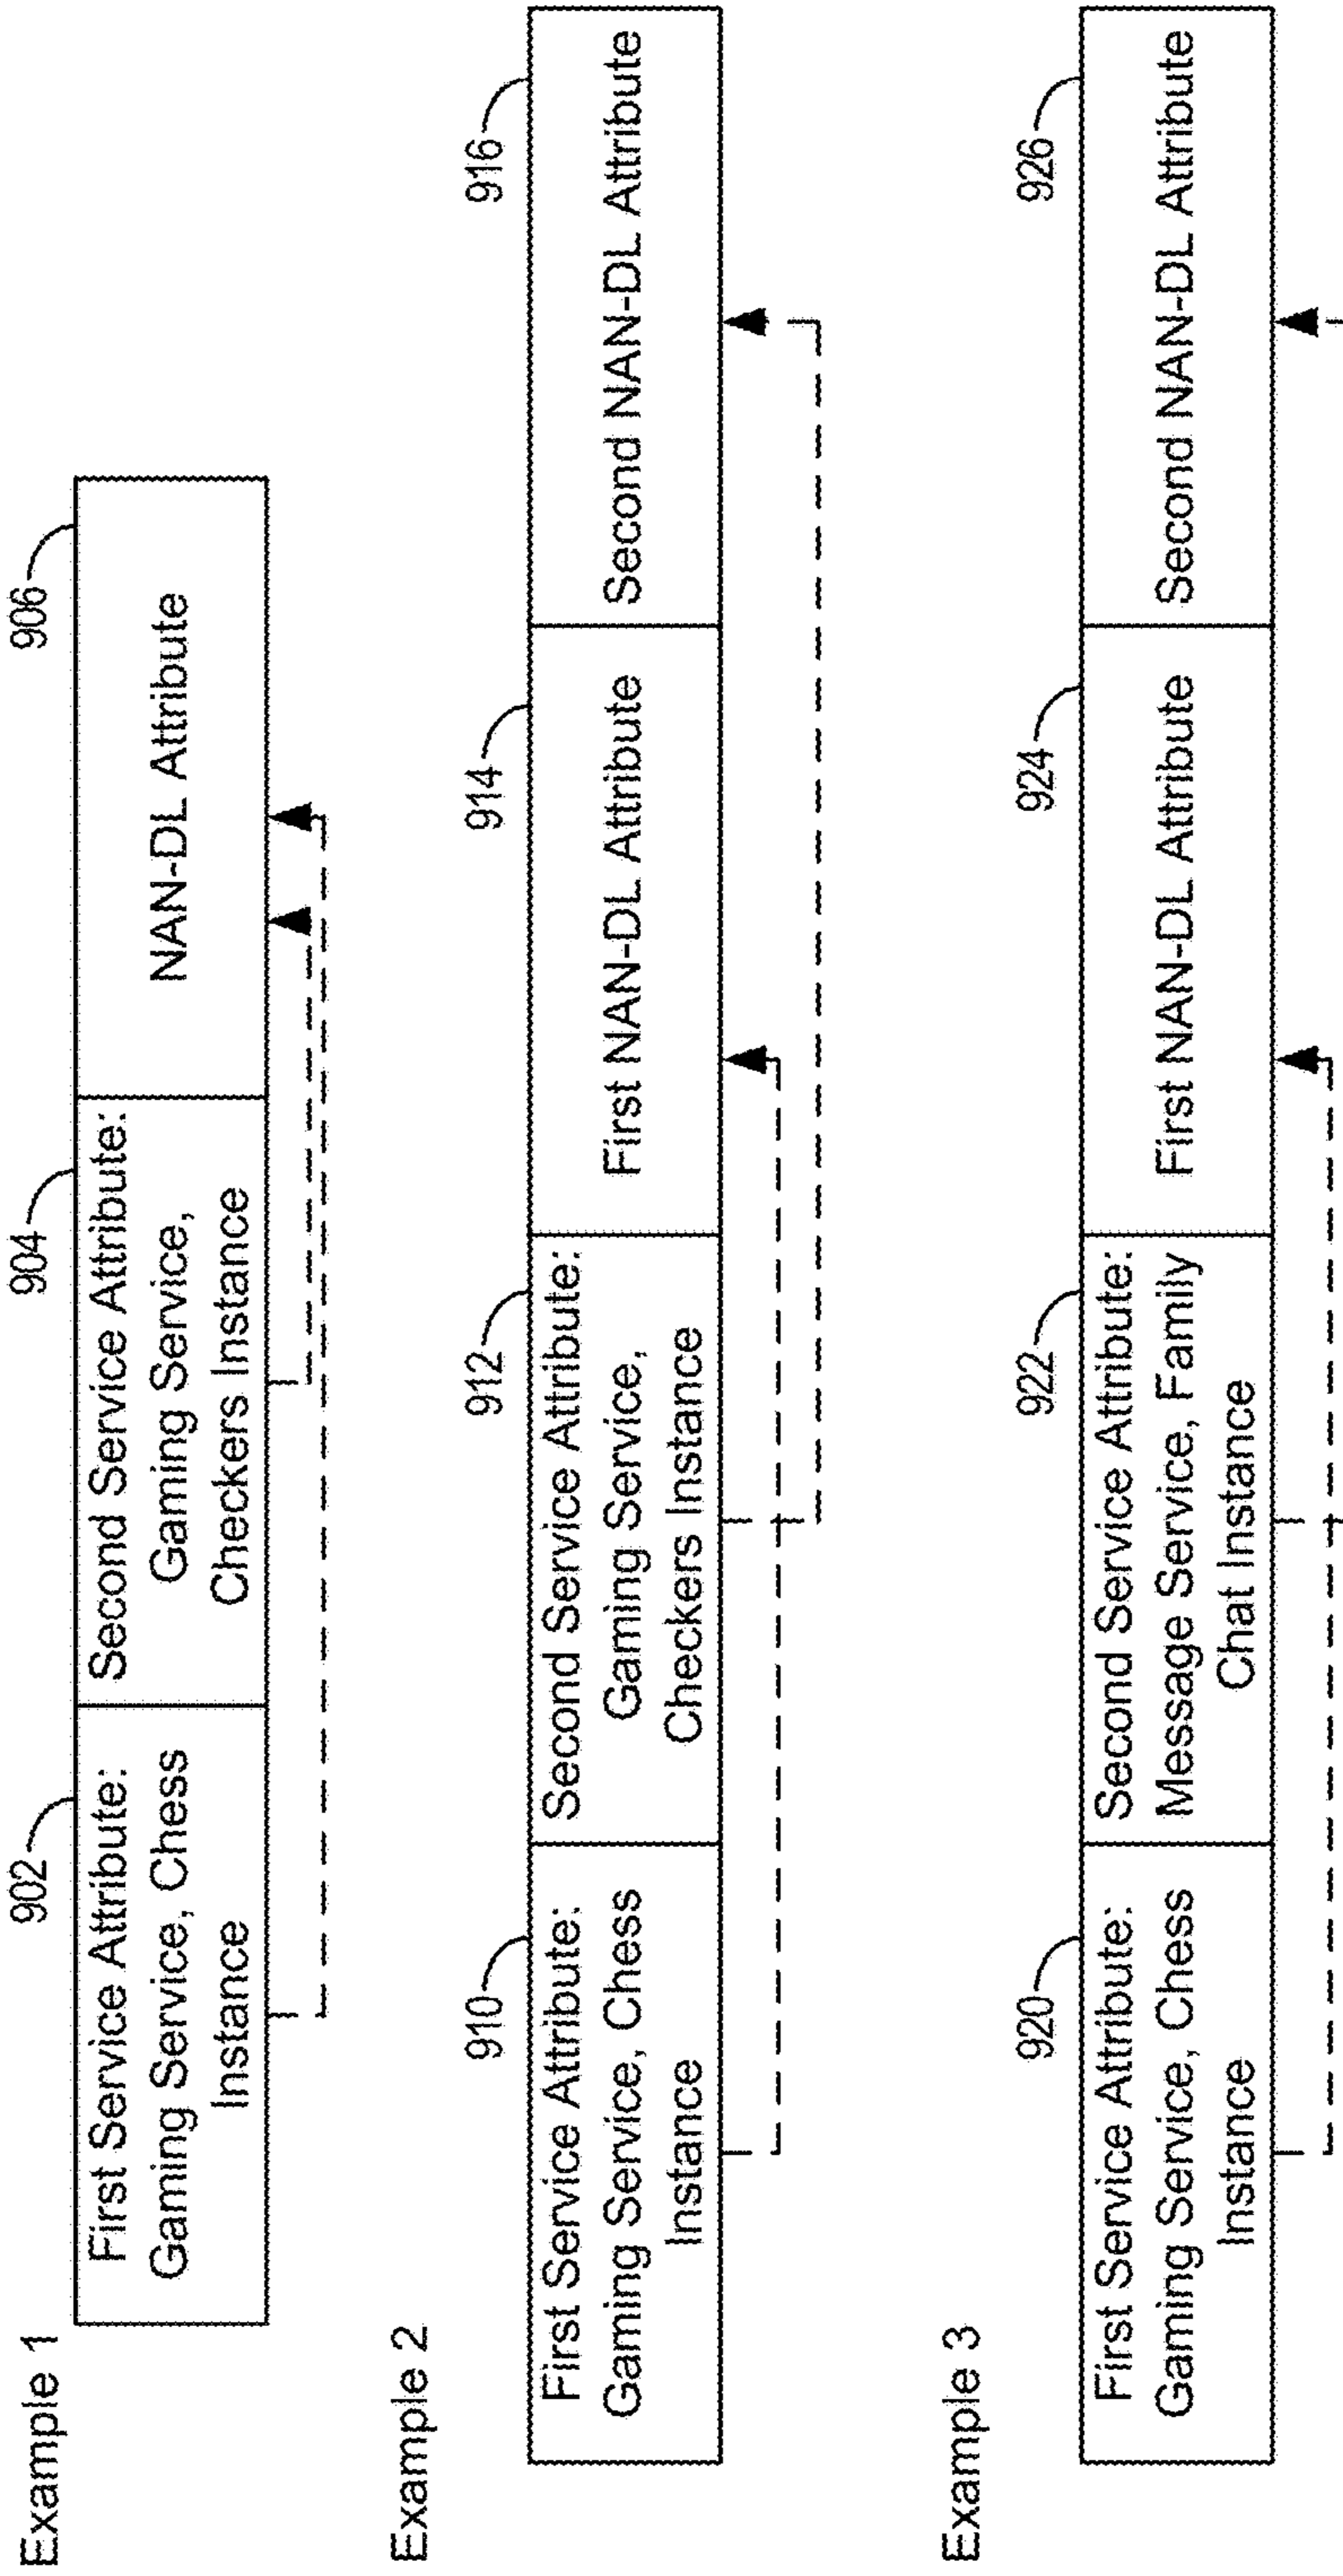 Example 1
902
904
906
First Service Attribute:
Gaming Service, Chess
Instance
Second Service Attribute:
Gaming Service,
Checkers Instance
NAN-DL Attribute
Example 2
910
912
914
916
First Service Attribute:
Gaming Service, Chess
Instance
Second Service Attribute:
Gaming Service,
Checkers Instance
First NAN-DL Attribute
Second NAN-DL Attribute
Example 3
920
922
924
926
First Service Attribute:
Gaming Service, Chess
Instance
Second Service Attribute:
Message Service, Family
Chat Instance
First NAN-DL Attribute
Second NAN-DL Attribute